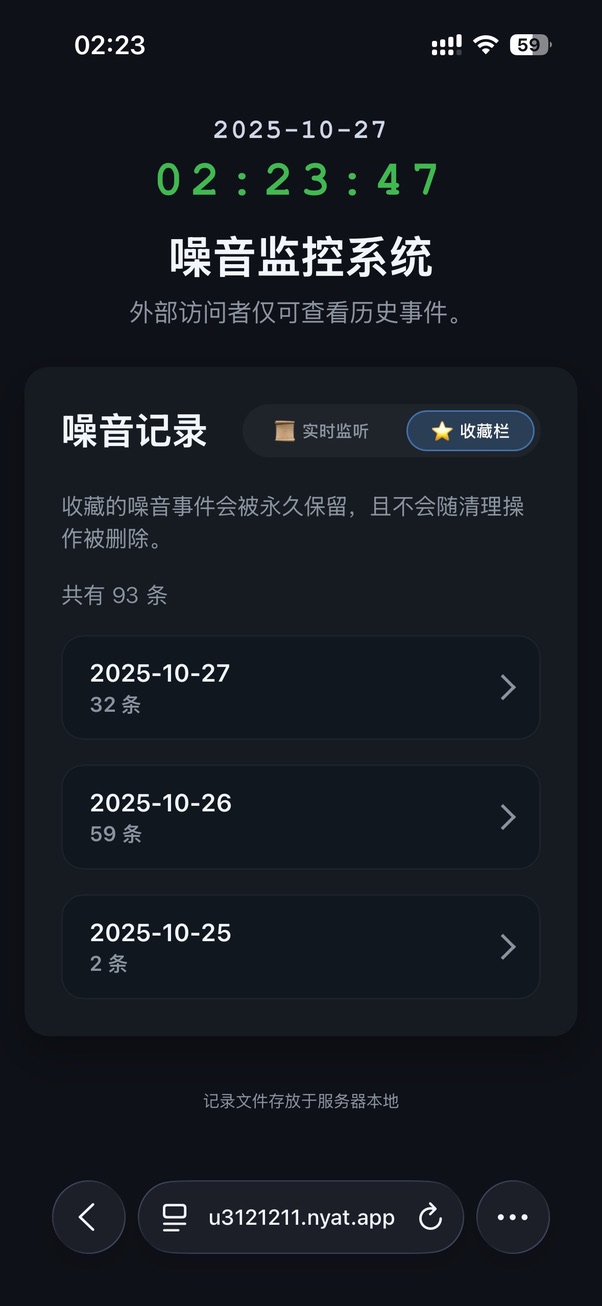 02:23
59
2025-10-27
02:23:47
噪音监控系统
外部访问者仅可查看历史事件。
噪音记录
实时监听
收藏栏
收藏的噪音事件会被永久保留，且不会随清理操
作被删除。
共有 93 条
2025-10-27
32 条
2025-10-26
59 条
2025-10-25
2 条
记录文件存放于服务器本地
u3121211.nyat.app